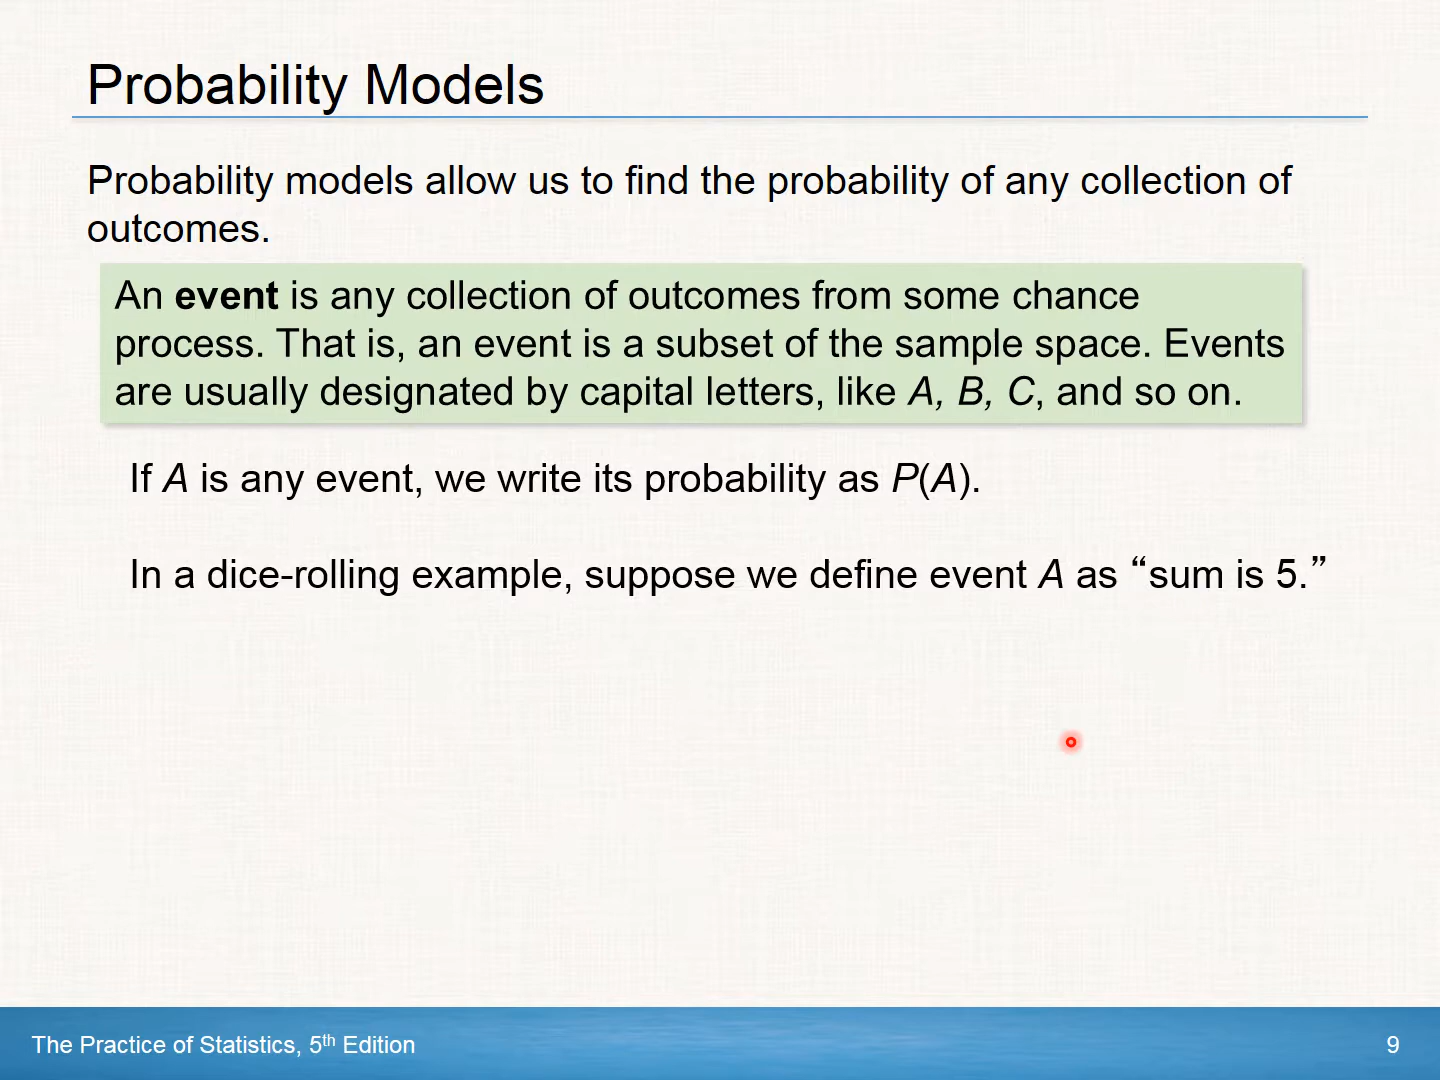 Probability Models
Probability models allow us to find the probability of any collection of
outcomes.
An event is any collection of outcomes from some chance
process. That is, an event is a subset of the sample space. Events
are usually designated by capital letters, like A, B, C, and so on.
If A is any event, we write its probability as P(A).
In a dice-rolling example, suppose we define event A as “sum is 5.”
The Practice of Statistics, 5th Edition
9